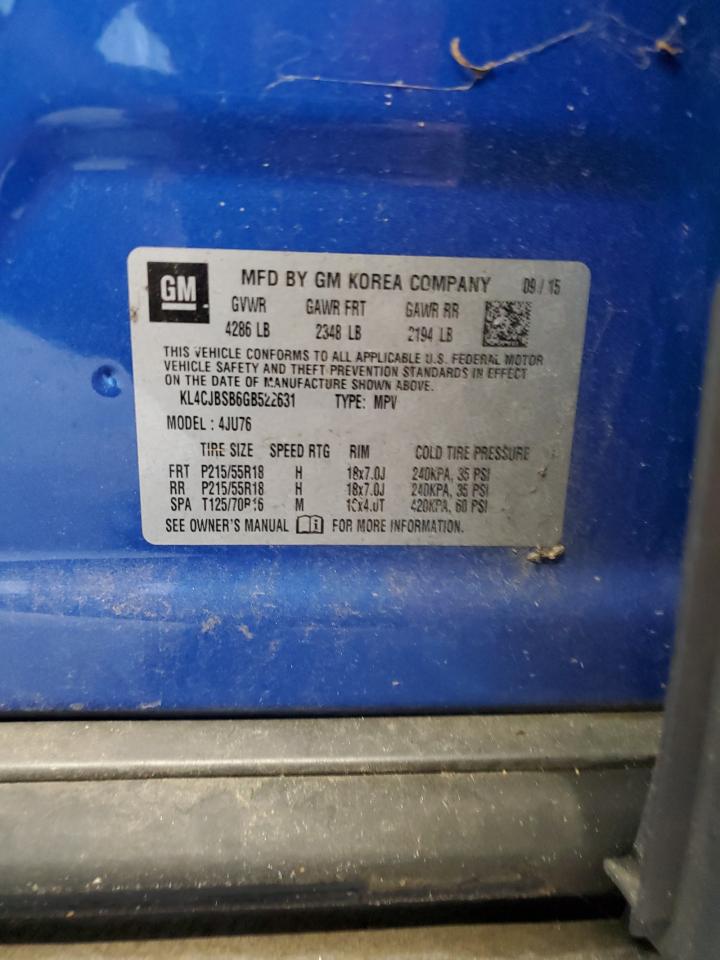 GM
MFD BY GM KOREA COMPANY 09 / 15
GVWR GAWR FRT GAWR RR
4286 LB 2348 LB 2194 LB
THIS VEHICLE CONFORMS TO ALL APPLICABLE U.S. FEDERAL MOTOR
VEHICLE SAFETY AND THEFT PREVENTION STANDARDS IN EFFECT
ON THE DATE OF MANUFACTURE SHOWN ABOVE.
KL4CJBSB6GB522631 TYPE: MPV
MODEL : 4JU76
TIRE SIZE SPEED RTG RIM COLD TIRE PRESSURE
FRT P215/55R18 H 18x7.0J 240KPA, 35 PSI
RR P215/55R18 H 18x7.0J 240KPA, 35 PSI
SPA T125/70R16 M 16x4.0T 420KPA, 60 PSI
SEE OWNER'S MANUAL FOR MORE INFORMATION.